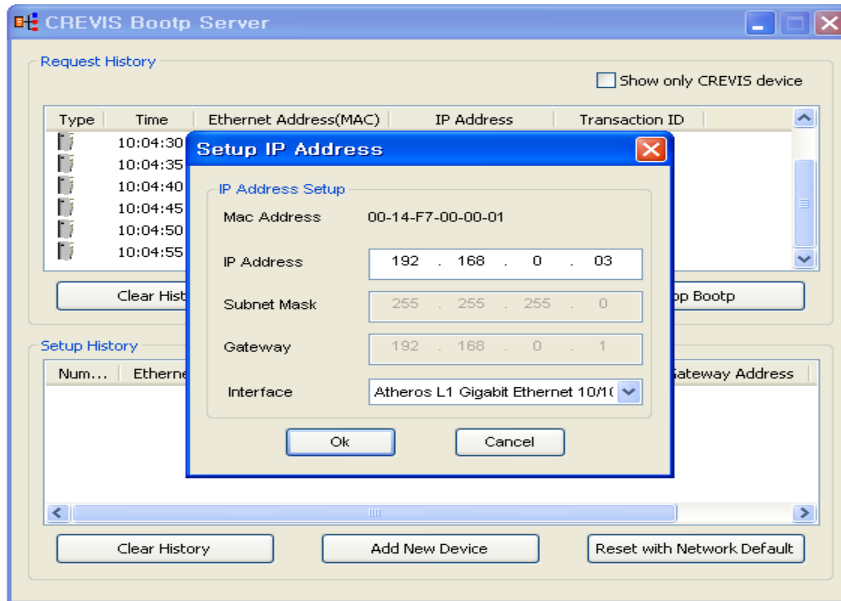 CREVIS Bootp Server
Request History
Show only CREVIS device
Type Time Ethernet Address(MAC) IP Address Transaction ID
10:04:30
10:04:35
10:04:40
10:04:45
10:04:50
10:04:55
Clear Hist
op Bootp
Setup IP Address
IP Address Setup
Mac Address 00-14-F7-00-00-01
IP Address 192 . 168 . 0 . 03
Subnet Mask 255 . 255 . 255 . 0
Gateway 192 . 168 . 0 . 1
Interface Atheros L1 Gigabit Ethernet 10/10
Ok Cancel
Setup History
Num... Etherne ateway Address
Clear History Add New Device Reset with Network Default